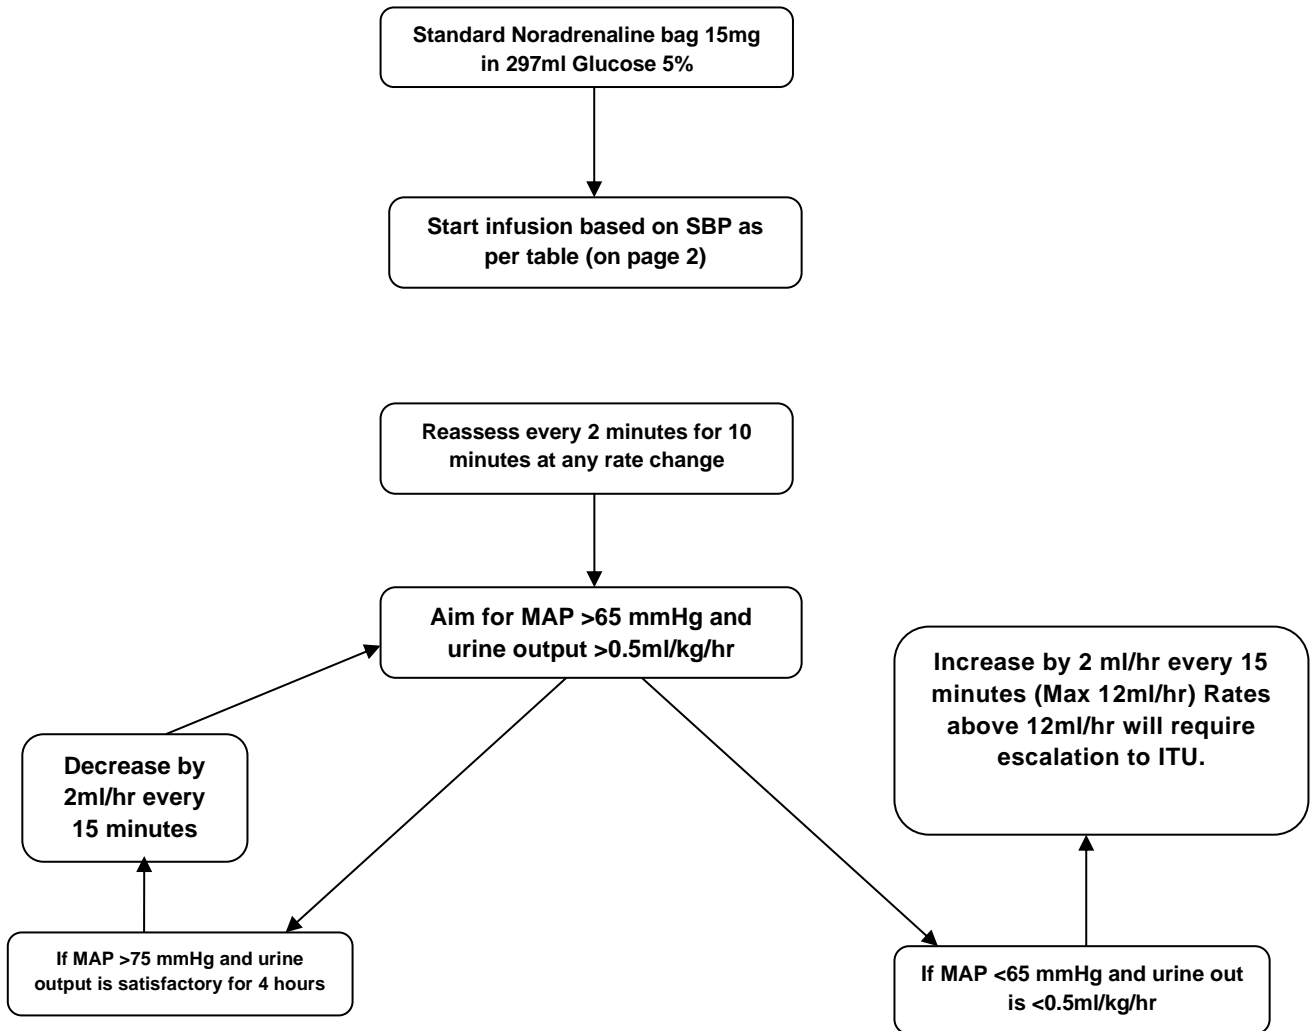 Standard Noradrenaline bag 15mg
in 297ml Glucose 5%
Start infusion based on SBP as
per table (on page 2)
Reassess every 2 minutes for 10
minutes at any rate change
Aim for MAP >65 mmHg and
urine output >0.5ml/kg/hr
Decrease by
2ml/hr every
15 minutes
If MAP >75 mmHg and urine
output is satisfactory for 4 hours
Increase by 2 ml/hr every 15
minutes (Max 12ml/hr) Rates
above 12ml/hr will require
escalation to ITU.
If MAP <65 mmHg and urine out
is <0.5ml/kg/hr